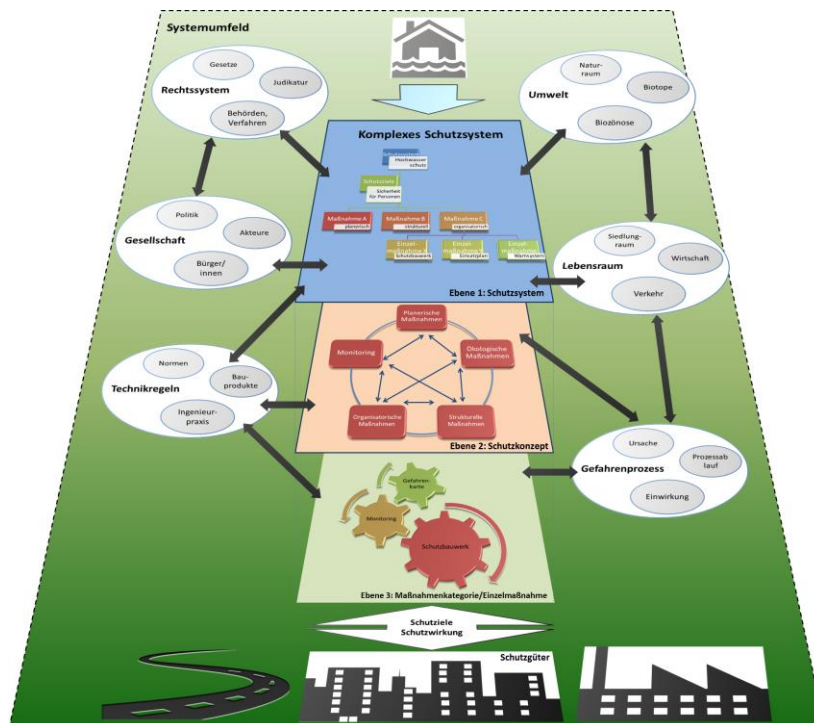 Systemumfeld
Gesetze
Judikatur
Rechtssystem
Behörden,
Verfahren
Politik
Akteure
Gesellschaft
Bürger/
innen
Normen
Bau-
produkte
Technikregeln
Ingenieur-
praxis
Komplexes Schutzsystem
Hochwasser
schutz
Schutzziele
Sicherheit
für Personen
Maßnahme A
planerisch
Maßnahme B
strukturell
Maßnahme C
organisatorisch
Einzel-
Schutzbauwerk
Einzel-
Einsatzplan
Einzel-
Warnsystem
Ebene 1: Schutzsystem
Planerische
Maßnahmen
Monitoring
Ökologische
Maßnahmen
Organisatorische
Maßnahmen
Strukturelle
Maßnahmen
Ebene 2: Schutzkonzept
Gefahren-
karte
Monitoring
Schutzbauwerk
Ebene 3: Maßnahmenkategorie/Einzelmaßnahme
Natur-
raum
Biotope
Umwelt
Biozönose
Siedlung-
raum
Wirtschaft
Lebensraum
Verkehr
Ursache
Prozessab
lauf
Gefahrenprozess
Einwirkung
Schutzziele
Schutzwirkung
Schutzgüter